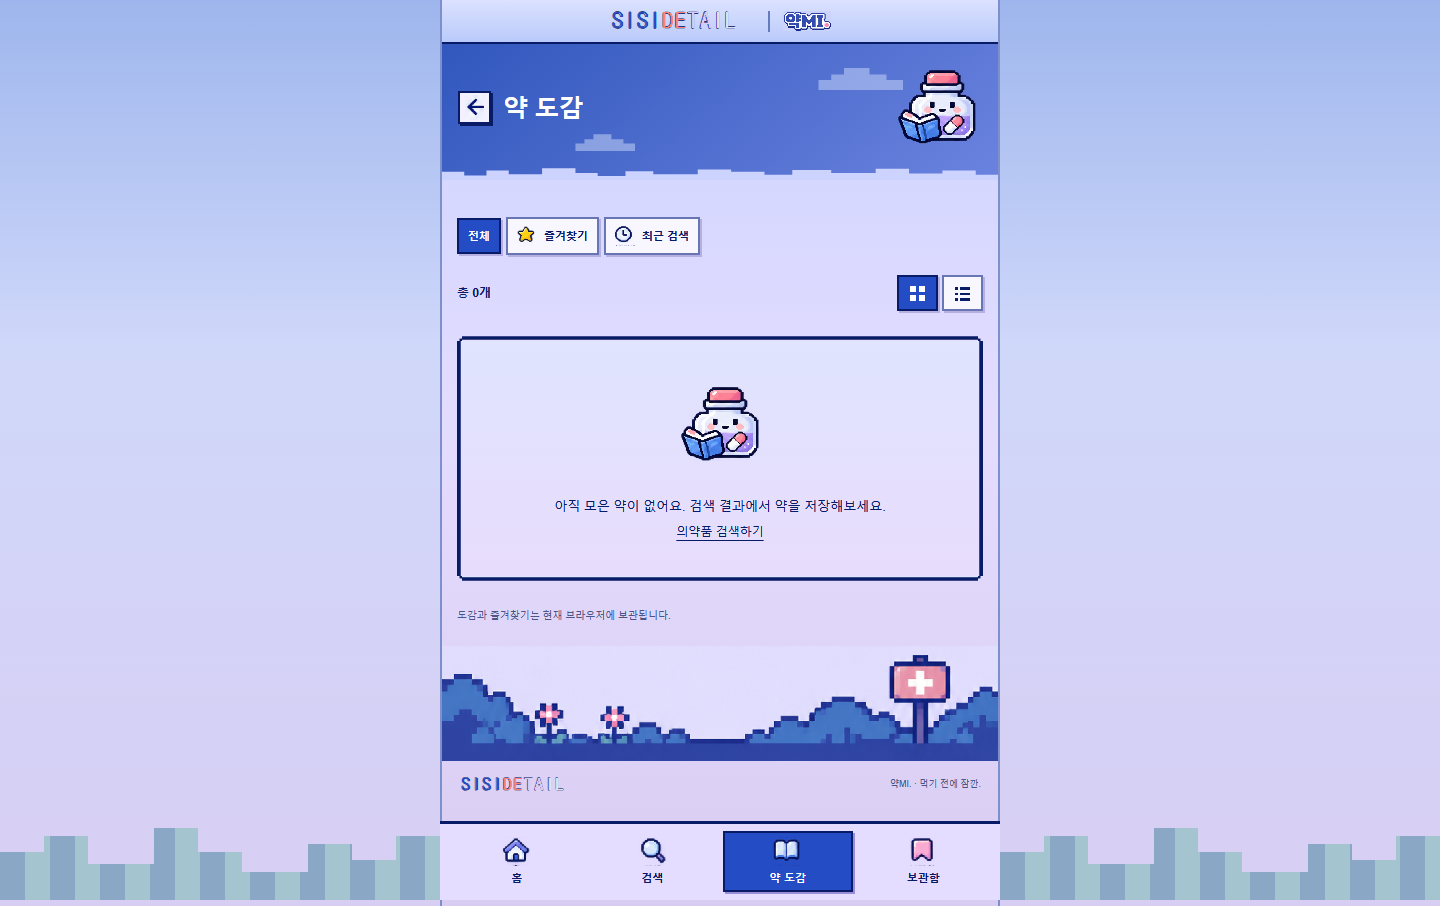 SISIDETAIL | 약MI.
약 도감
전체 즐겨찾기 최근 검색
총 0개
아직 모은 약이 없어요. 검색 결과에서 약을 저장해보세요.
의약품 검색하기
도감과 즐겨찾기는 현재 브라우저에 보관됩니다.
SISIDETAIL 약MI. · 먹기 전에 잠깐.
홈 검색 약 도감 보관함